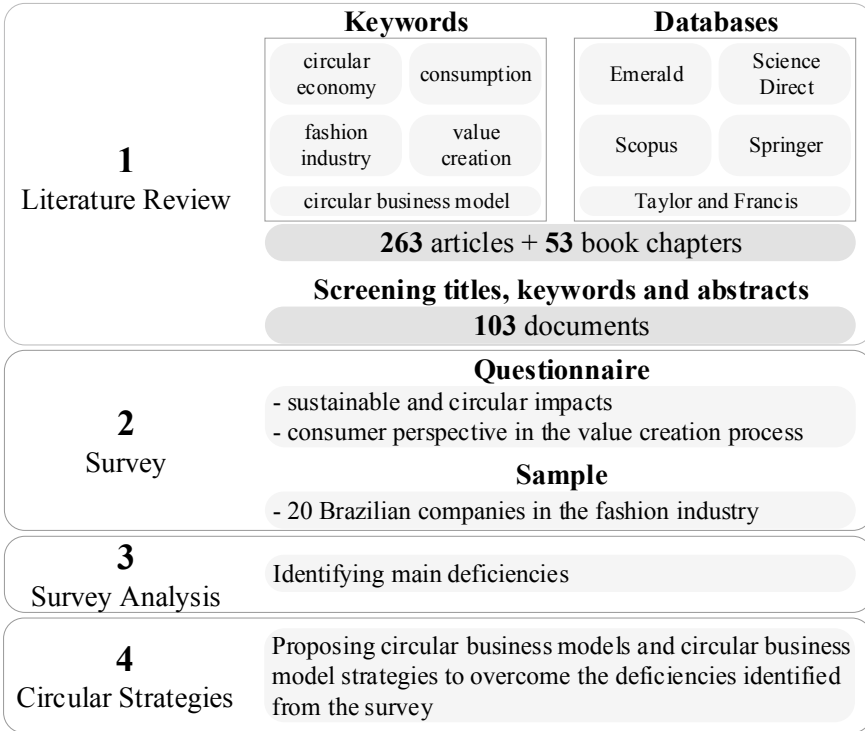 Keywords
Databases
circular
economy
consumption
Emerald
Science
Direct
fashion
industry
value
creation
Scopus
Springer
circular business model
Taylor and Francis
1
Literature Review
263 articles + 53 book chapters
Screening titles, keywords and abstracts
103 documents
2
Survey
Questionnaire
- sustainable and circular impacts
- consumer perspective in the value creation process
Sample
- 20 Brazilian companies in the fashion industry
3
Survey Analysis
Identifying main deficiencies
4
Circular Strategies
Proposing circular business models and circular business
model strategies to overcome the deficiencies identified
from the survey